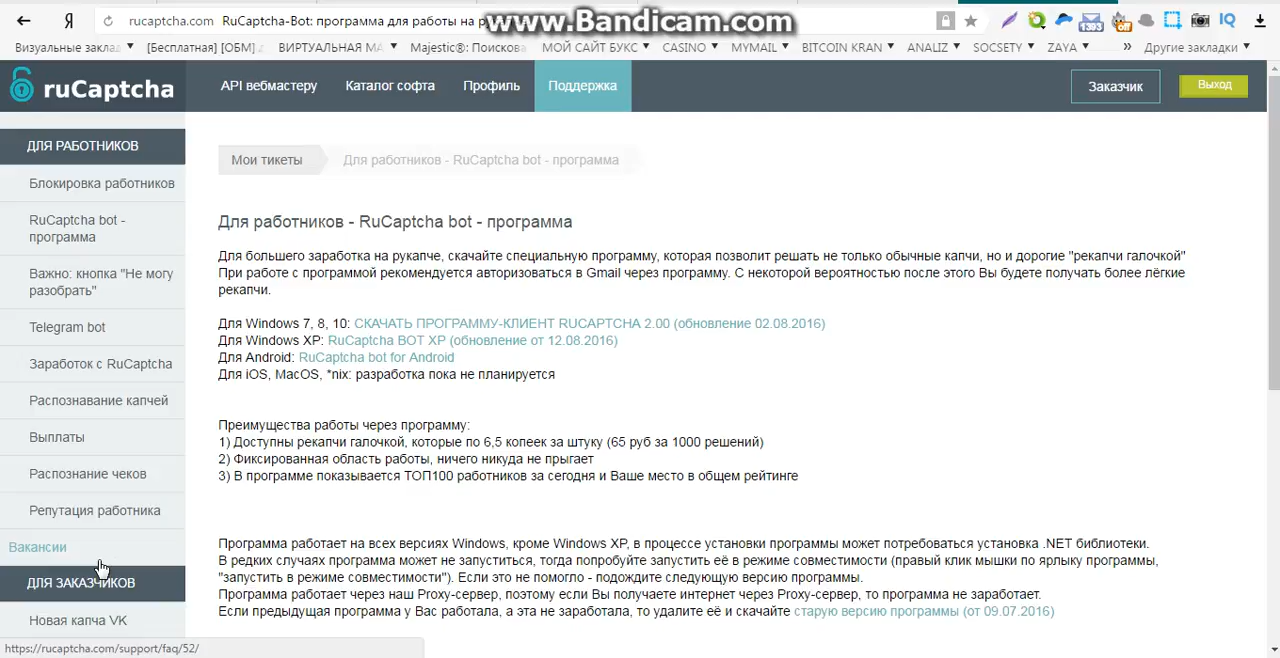 Я rucaptcha.com RuCaptcha-Bot: программа для работы на р
www.Bandicam.com
1393 off IQ
Визуальные заклад [Бесплатная] [ОБМ] ВИРТУАЛЬНАЯ МА Majestic®: Поискова МОЙ САЙТ БУКС CASINO MYMAIL BITCOIN KRAN ANALIZ SOCSETY ZAYA » Другие закладки
ruCaptcha
API вебмастеру Каталог софта Профиль Поддержка Заказчик Выход
ДЛЯ РАБОТНИКОВ
Блокировка работников
RuCaptcha bot -
программа
Важно: кнопка "Не могу
разобрать"
Telegram bot
Заработок с RuCaptcha
Распознавание капчей
Выплаты
Распознание чеков
Репутация работника
Вакансии
ДЛЯ ЗАКАЗЧИКОВ
Новая капча VK
https://rucaptcha.com/support/faq/52/
Мои тикеты Для работников - RuCaptcha bot - программа
Для работников - RuCaptcha bot - программа
Для большего заработка на рукапче, скачайте специальную программу, которая позволит решать не только обычные капчи, но и дорогие "рекапчи галочкой"
При работе с программой рекомендуется авторизоваться в Gmail через программу. С некоторой вероятностью после этого Вы будете получать более лёгкие
рекапчи.
Для Windows 7, 8, 10: СКАЧАТЬ ПРОГРАММУ-КЛИЕНТ RUCAPTCHA 2.00 (обновление 02.08.2016)
Для Windows XP: RuCaptcha BOT XP (обновление от 12.08.2016)
Для Android: RuCaptcha bot for Android
Для iOS, MacOS, *nix: разработка пока не планируется
Преимущества работы через программу:
1) Доступны рекапчи галочкой, которые по 6,5 копеек за штуку (65 руб за 1000 решений)
2) Фиксированная область работы, ничего никуда не прыгает
3) В программе показывается ТОП100 работников за сегодня и Ваше место в общем рейтинге
Программа работает на всех версиях Windows, кроме Windows XP, в процессе установки программы может потребоваться установка .NET библиотеки.
В редких случаях программа может не запуститься, тогда попробуйте запустить её в режиме совместимости (правый клик мышки по ярлыку программы,
"запустить в режиме совместимости"). Если это не помогло - подождите следующую версию программы.
Программа работает через наш Proxy-сервер, поэтому если Вы получаете интернет через Proxy-сервер, то программа не заработает.
Если предыдущая программа у Вас работала, а эта не заработала, то удалите её и скачайте старую версию программы (от 09.07.2016)